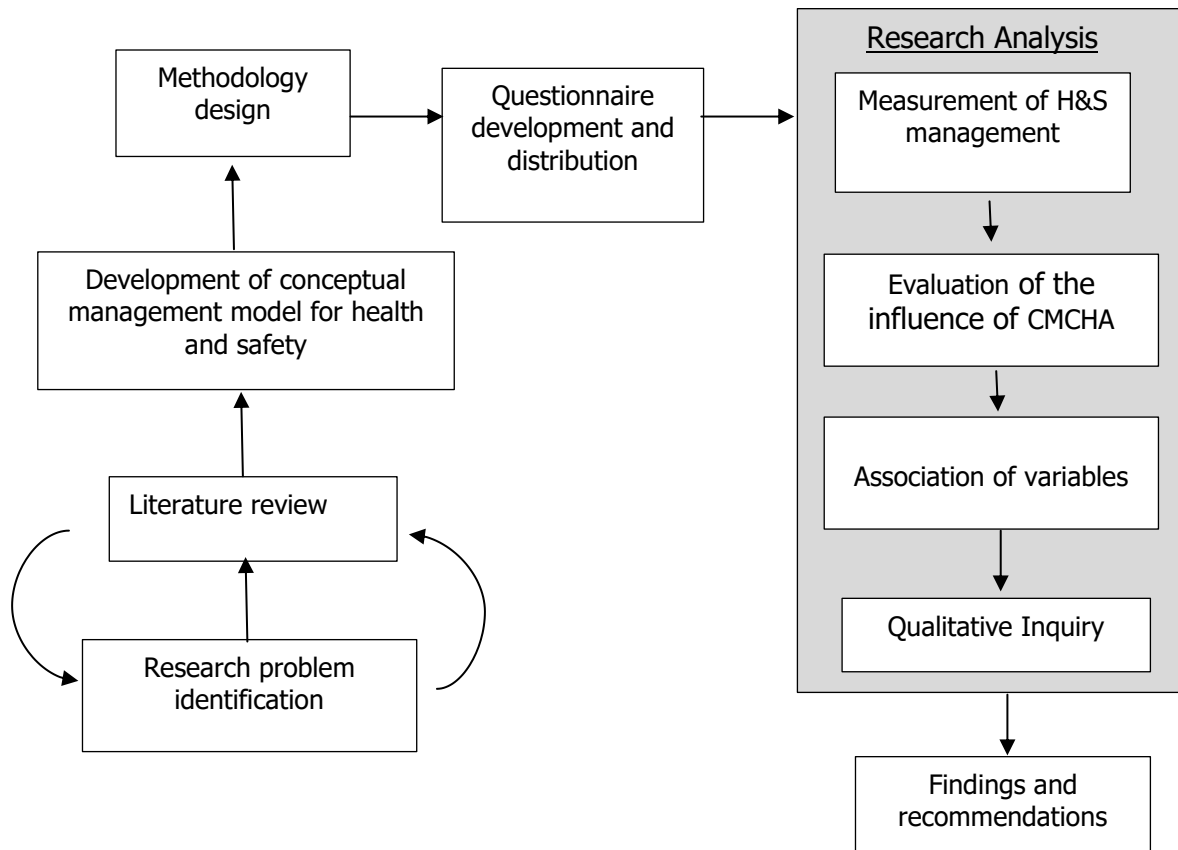 Research Analysis
Methodology
design
Questionnaire
development and
distribution
Measurement of H&S
management
Development of conceptual
management model for health
and safety
Evaluation of the
influence of CMCHA
Literature review
Association of variables
Research problem
identification
Qualitative Inquiry
Findings and
recommendations